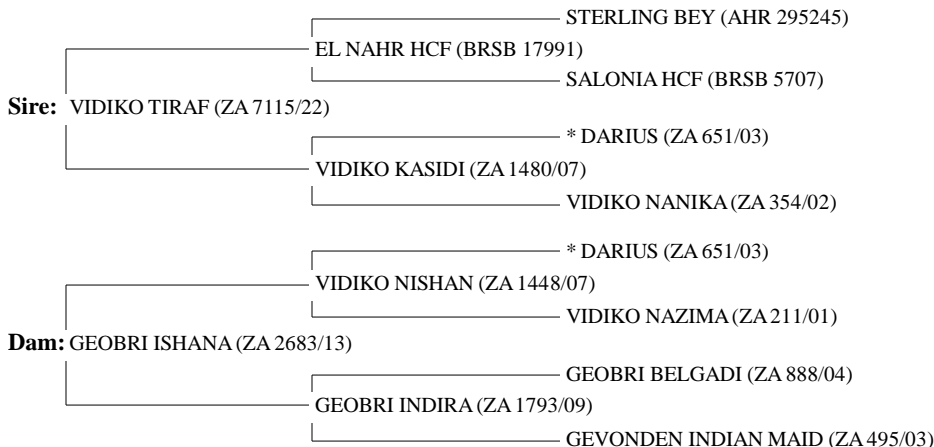 STERLING BEY (AHR 295245)
EL NAHR HCF (BRSB 17991)
SALONIA HCF (BRSB 5707)
Sire: VIDIKO TIRAF (ZA 7115/22)
* DARIUS (ZA 651/03)
VIDIKO KASIDI (ZA 1480/07)
VIDIKO NANIKA (ZA 354/02)
* DARIUS (ZA 651/03)
VIDIKO NISHAN (ZA 1448/07)
VIDIKO NAZIMA (ZA 211/01)
Dam: GEOBRI ISHANA (ZA 2683/13)
GEOBRI BELGADI (ZA 888/04)
GEOBRI INDIRA (ZA 1793/09)
GEVONDEN INDIAN MAID (ZA 495/03)